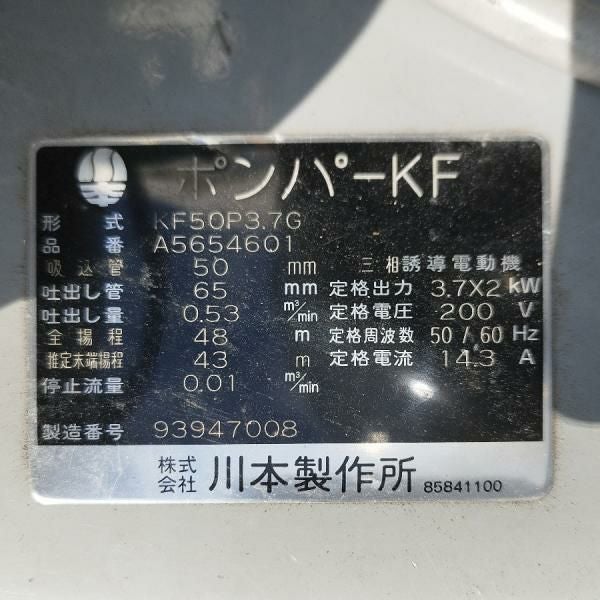 ポンパーKF
形式 KF50P3.7G
品番 A5654601
吸込管 50 mm 三相誘導電動機
吐出し管 65 mm 定格出力 3.7X2 kW
吐出し量 0.53 m³/min 定格電圧 200 V
全揚程 48 m 定格周波数 50/60 Hz
推定末端揚程 43 m 定格電流 14.3 A
停止流量 0.01 m³/min
製造番号 93947008
株式会社 川本製作所 85841100